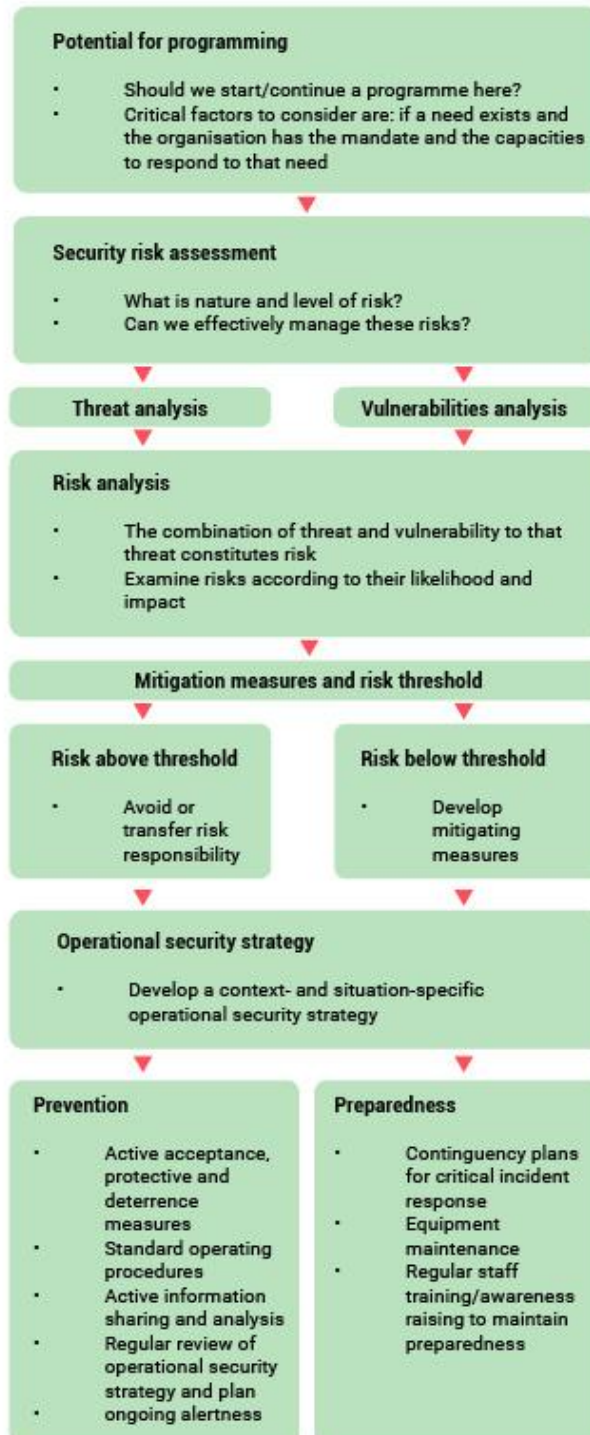 Potential for programming
• Should we start/continue a programme here?
• Critical factors to consider are: if a need exists and
the organisation has the mandate and the capacities
to respond to that need
Security risk assessment
• What is nature and level of risk?
• Can we effectively manage these risks?
Threat analysis
Vulnerabilities analysis
Risk analysis
• The combination of threat and vulnerability to that
threat constitutes risk
• Examine risks according to their likelihood and
impact
Mitigation measures and risk threshold
Risk above threshold
• Avoid or
transfer risk
responsibility
Risk below threshold
• Develop
mitigating
measures
Operational security strategy
• Develop a context- and situation-specific
operational security strategy
Prevention
• Active acceptance,
protective and
deterrence
measures
• Standard operating
procedures
• Active information
sharing and analysis
• Regular review of
operational security
strategy and plan
• ongoing alertness
Preparedness
• Continguency plans
for critical incident
response
• Equipment
maintenance
• Regular staff
training/awareness
raising to maintain
preparedness